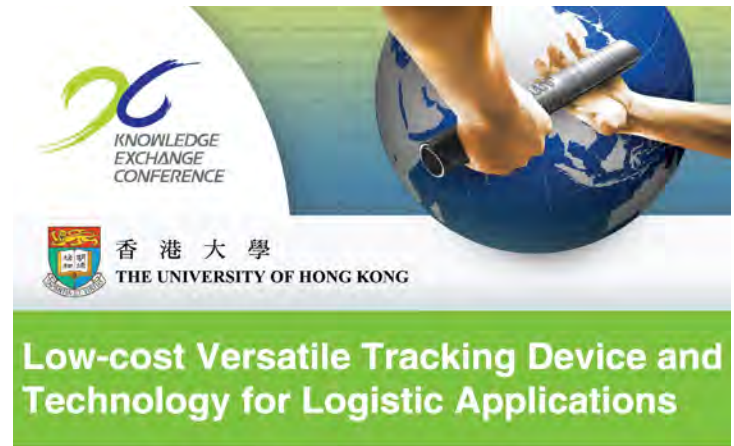 KNOWLEDGE
EXCHANGE
CONFERENCE
香港大學
THE UNIVERSITY OF HONG KONG
Low-cost Versatile Tracking Device and
Technology for Logistic Applications